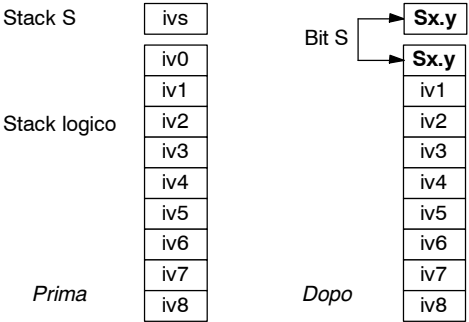 Stack S ivs Sx.y
Bit S
iv0 Sx.y
iv1 iv1
Stack logico iv2 iv2
iv3 iv3
iv4 iv4
iv5 iv5
iv6 iv6
iv7 iv7
Prima Dopo
iv8 iv8